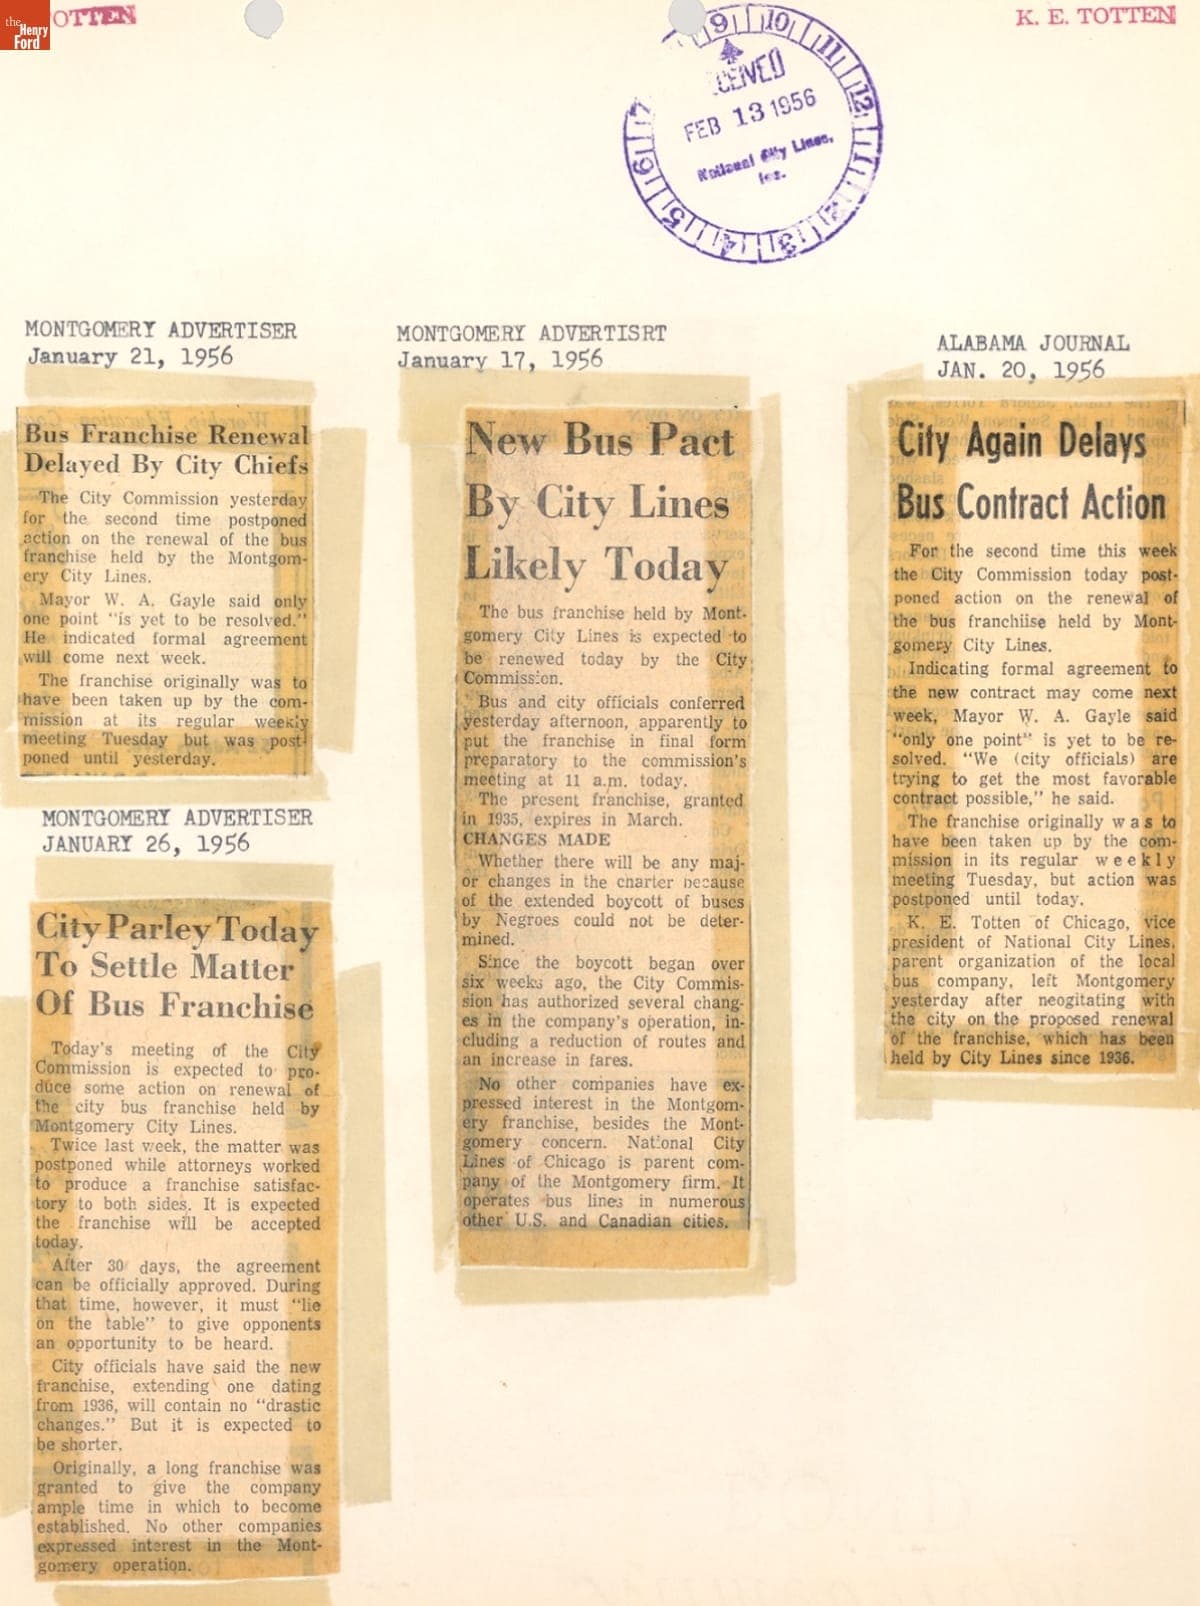 the
Henry
Ford
OTTEN
K. E. TOTTEN
9 10 11 12
CEIVED
FEB 13 1956
National City Lines,
Inc.
MONTGOMERY ADVERTISER
January 21, 1956
Bus Franchise Renewal
Delayed By City Chiefs
The City Commission yesterday
for the second time postponed
action on the renewal of the bus
franchise held by the Montgom-
ery City Lines.
Mayor W. A. Gayle said only
one point "is yet to be resolved."
He indicated formal agreement
will come next week.
The franchise originally was to
have been taken up by the com-
mission at its regular weekly
meeting Tuesday but was post-
poned until yesterday.
MONTGOMERY ADVERTISER
JANUARY 26, 1956
City Parley Today
To Settle Matter
Of Bus Franchise
Today's meeting of the City
Commission is expected to pro-
duce some action on renewal of
the city bus franchise held by
Montgomery City Lines.
Twice last week, the matter was
postponed while attorneys worked
to produce a franchise satisfac-
tory to both sides. It is expected
the franchise will be accepted
today.
After 30 days, the agreement
can be officially approved. During
that time, however, it must "lie
on the table" to give opponents
an opportunity to be heard.
City officials have said the new
franchise, extending one dating
from 1936, will contain no "drastic
changes." But it is expected to
be shorter.
Originally, a long franchise was
granted to give the company
ample time in which to become
established. No other companies
expressed interest in the Mont-
gomery operation.
MONTGOMERY ADVERTISRT
January 17, 1956
New Bus Pact
By City Lines
Likely Today
The bus franchise held by Mont-
gomery City Lines is expected to
be renewed today by the City
Commission.
Bus and city officials conferred
yesterday afternoon, apparently to
put the franchise in final form
preparatory to the commission's
meeting at 11 a.m. today.
The present franchise, granted
in 1935, expires in March.
CHANGES MADE
Whether there will be any maj-
or changes in the charter because
of the extended boycott of buses
by Negroes could not be deter-
mined.
Since the boycott began over
six weeks ago, the City Commis-
sion has authorized several chang-
es in the company's operation, in-
cluding a reduction of routes and
an increase in fares.
No other companies have ex-
pressed interest in the Montgom-
ery franchise, besides the Mont-
gomery concern. National City
Lines of Chicago is parent com-
pany of the Montgomery firm. It
operates bus lines in numerous
other U.S. and Canadian cities.
ALABAMA JOURNAL
JAN. 20, 1956
City Again Delays
Bus Contract Action
For the second time this week
the City Commission today post-
poned action on the renewal of
the bus franchiise held by Mont-
gomery City Lines.
Indicating formal agreement to
the new contract may come next
week, Mayor W. A. Gayle said
"only one point" is yet to be re-
solved. "We (city officials) are
trying to get the most favorable
contract possible," he said.
The franchise originally was to
have been taken up by the com-
mission in its regular weekly
meeting Tuesday, but action was
postponed until today.
K. E. Totten of Chicago, vice
president of National City Lines,
parent organization of the local
bus company, left Montgomery
yesterday after neogitating with
the city on the proposed renewal
of the franchise, which has been
held by City Lines since 1936.